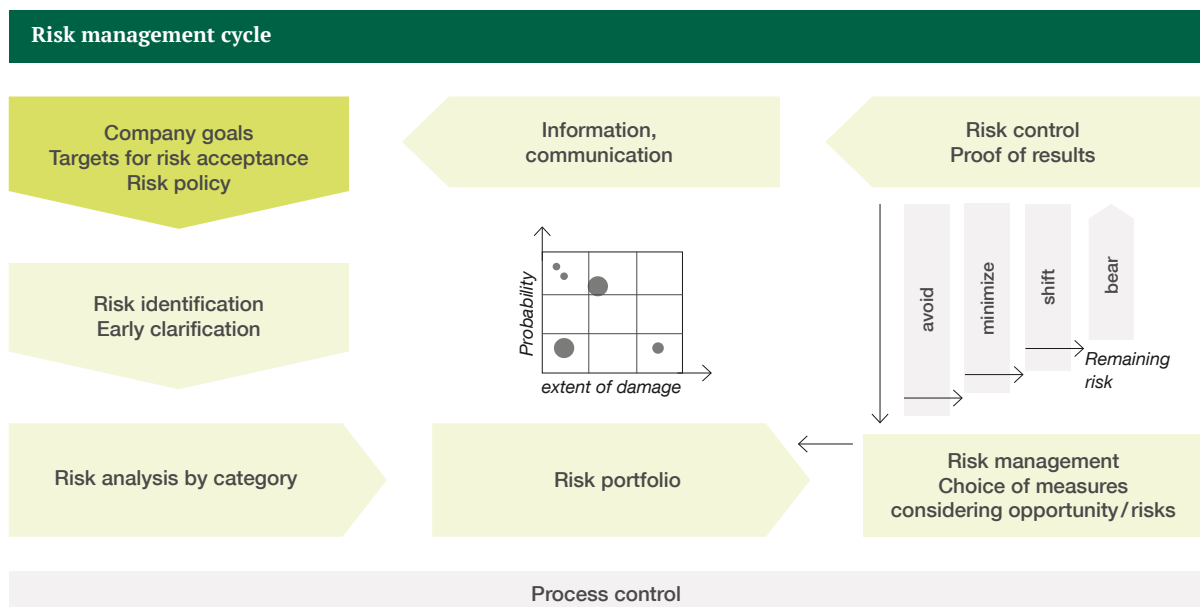 Risk management cycle
Company goals
Targets for risk acceptance
Risk policy
Information,
communication
Risk control
Proof of results
Risk identification
Early clarification
Probability
extent of damage
avoid
minimize
shift
bear
Remaining
risk
Risk analysis by category
Risk portfolio
Risk management
Choice of measures
considering opportunity/risks
Process control